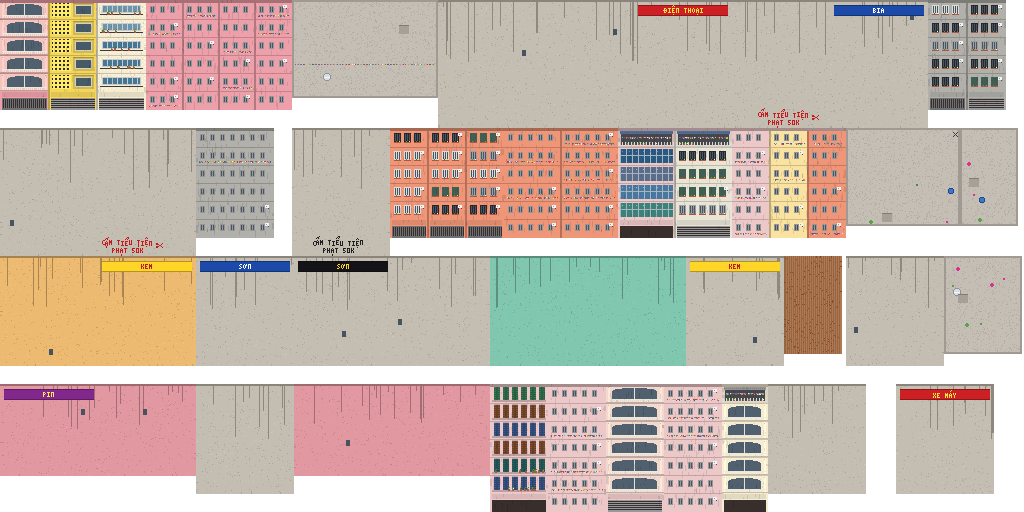 ĐIỆN THOẠI
BIA
CẤM TIỂU TIỆN
PHẠT 50K
CẤM TIỂU TIỆN
PHẠT 50K
CẤM TIỂU TIỆN
PHẠT 50K
KEM
SƠN
SƠN
KEM
PIN
XE MÁY